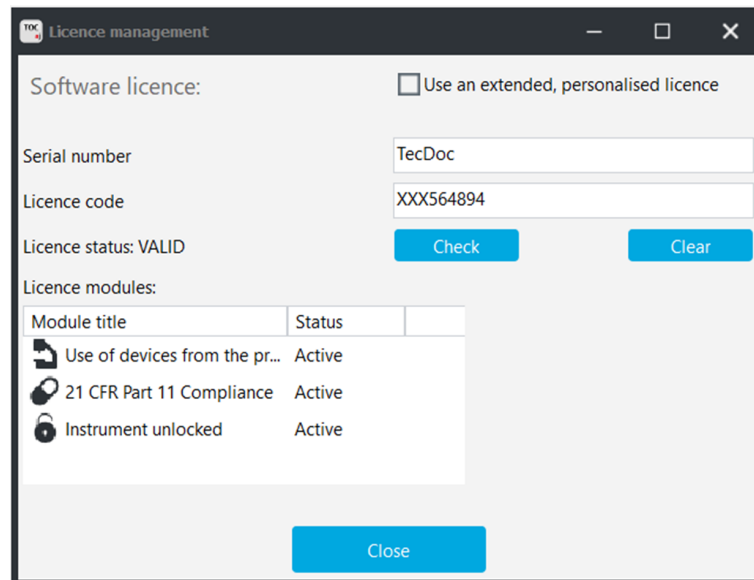 TOC
Licence management
Software licence:
Use an extended, personalised licence
Serial number
TecDoc
Licence code
XXX564894
Licence status: VALID
Check
Clear
Licence modules:
Module title Status
Use of devices from the pr... Active
21 CFR Part 11 Compliance Active
Instrument unlocked Active
Close